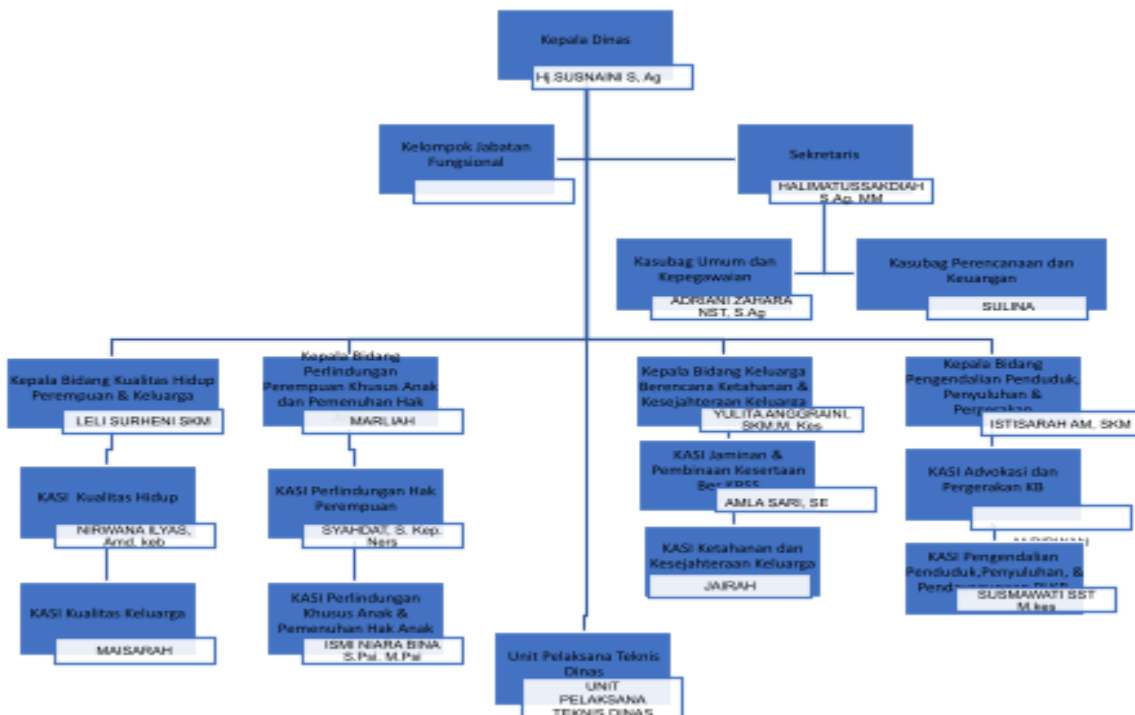 Kepala Dinas
Hj.SUSNAINI S. Ag
Kelompok Jabatan
Fungsional
Sekretaris
HALIMATUSSAKDIAH
S.Ag. MM
Kasubag Umum dan
Kepegawaian
ADRIANI ZAHARA
NST, S.Ag
Kasubag Perencanaan dan
Keuangan
SULINA
Kepala Bidang Kualitas Hidup
Perempuan & Keluarga
LELI SURHENI SKM
KASI Kualitas Hidup
NIRWANA ILYAS,
Amd. keb
KASI Kualitas Keluarga
MAISARAH
Kepala Bidang
Perlindungan
Perempuan Khusus Anak
dan Pemenuhan Hak
MARLIAH
KASI Perlindungan Hak
Perempuan
SYAHDAT, S. Kep.
Ners
KASI Perlindungan
Khusus Anak &
Pemenuhan Hak Anak
ISMI NIARA BINA
S.Psi. M.Psi
Kepala Bidang Keluarga
Berencana Ketahanan &
Kesejahteraan Keluarga
YULITA ANGGRAINI,
SKM.M. Kes
KASI Jaminan &
Pembinaan Kesertaan
AMLA SARI, SE
KASI Ketahanan dan
Kesejahteraan Keluarga
JAIRAH
Kepala Bidang
Pengendalian Penduduk,
Penyuluhan &
Pergerakan
ISTISARAH AM, SKM
KASI Advokasi dan
Pergerakan KB
KASI Pengendalian
Penduduk,Penyuluhan, &
SUSMAWATI SST
M.kes
Unit Pelaksana Teknis
Dinas
UNIT
PELAKSANA
TEKNIS DINAS